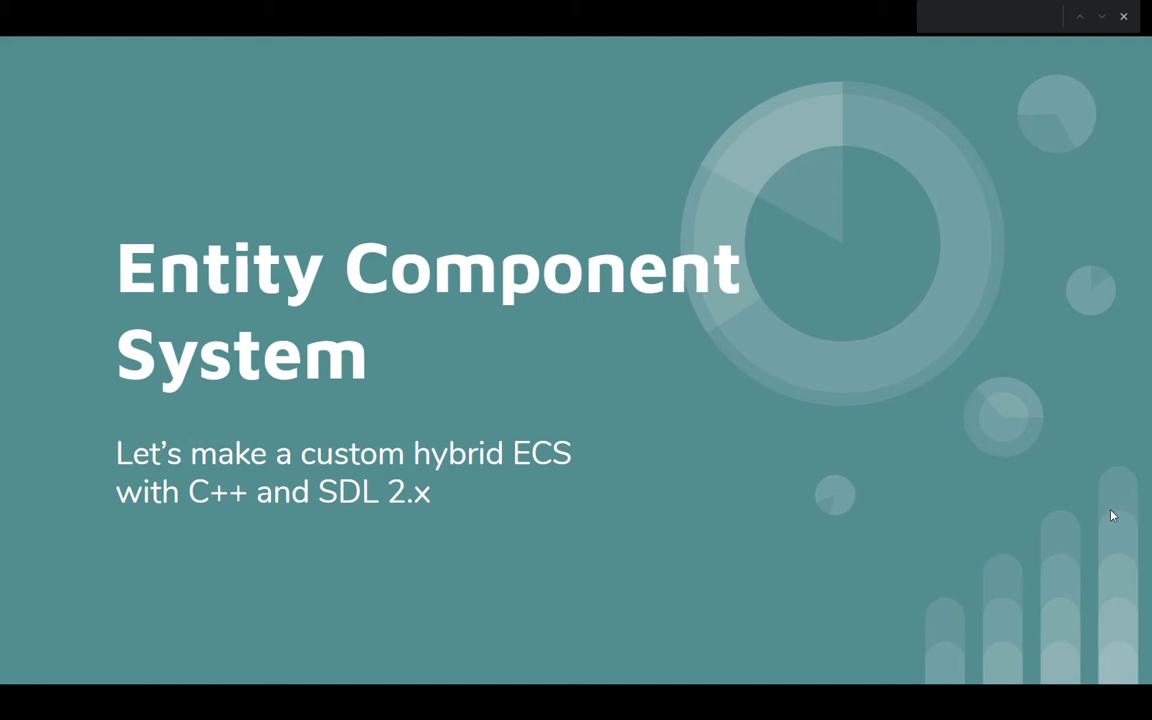 Entity Component
System
Let’s make a custom hybrid ECS
with C++ and SDL 2.x